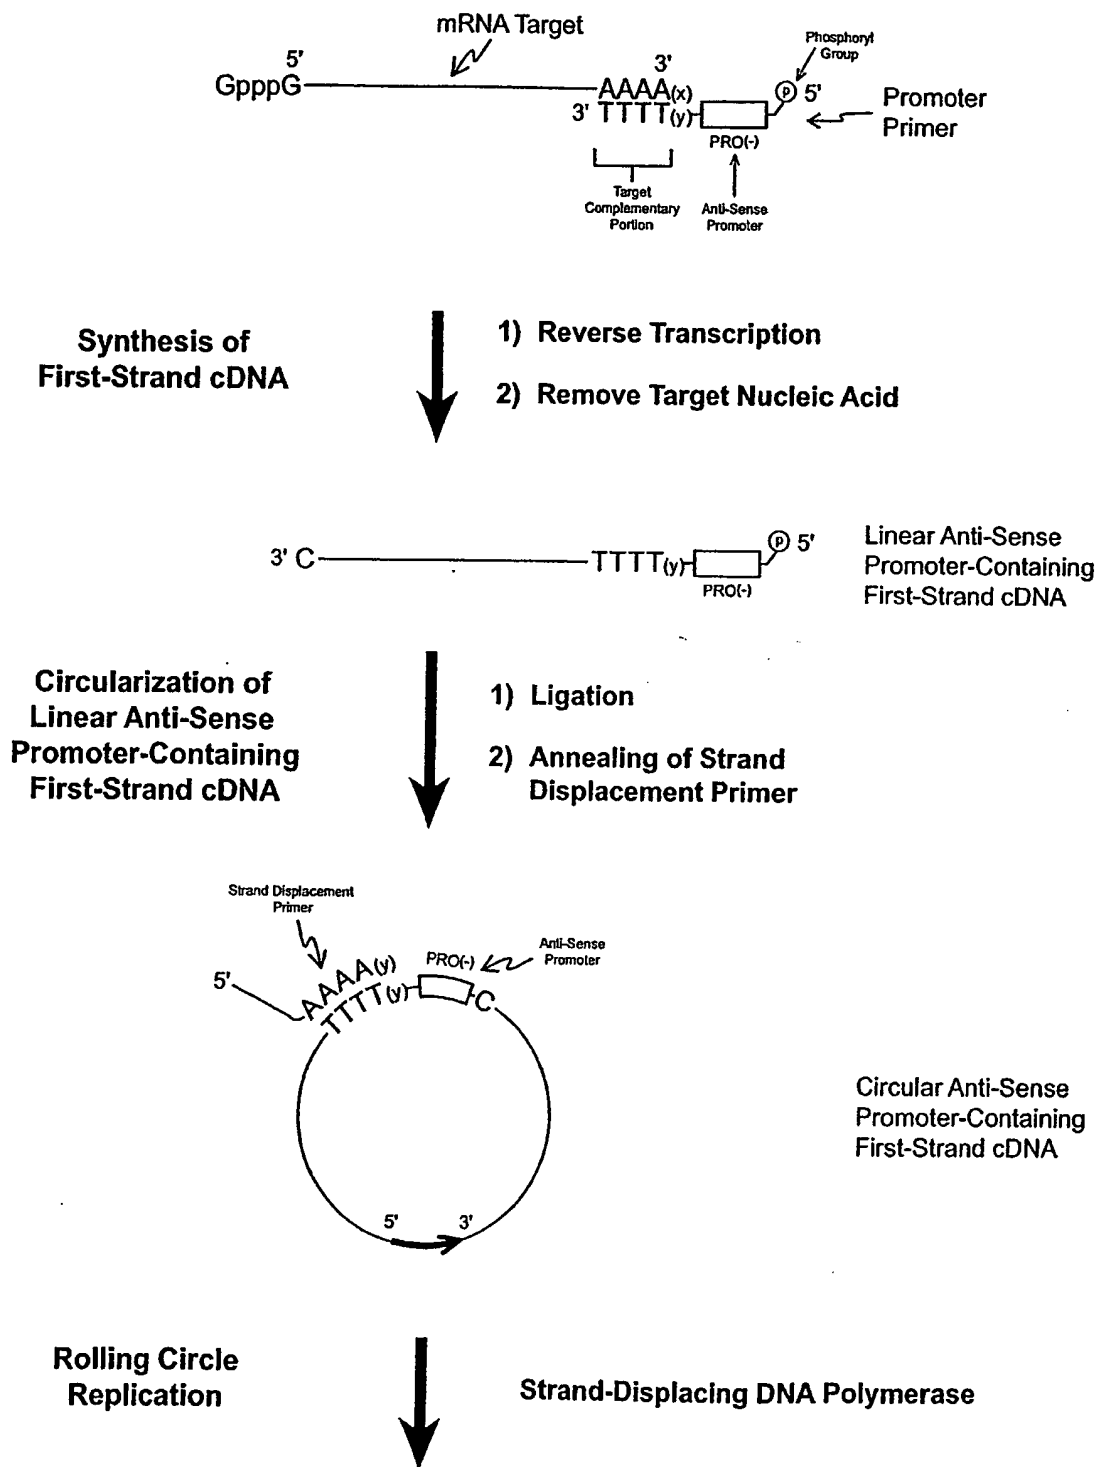 mRNA Target
5'
3'
Phosphoryl
Group
GpppG
AAAA(x)
P
5'
3' TTTT(y)
Promoter
Primer
PRO(-)
Target
Complementary
Portion
Anti-Sense
Promoter
Synthesis of
First-Strand cDNA
1) Reverse Transcription
2) Remove Target Nucleic Acid
3' C
TTTT(y)
PRO(-)
P
5'
Linear Anti-Sense
Promoter-Containing
First-Strand cDNA
Circularization of
Linear Anti-Sense
Promoter-Containing
First-Strand cDNA
1) Ligation
2) Annealing of Strand
Displacement Primer
Strand Displacement
Primer
5'
AAAA(y)
TTTT(y)
PRO(-)
C
Anti-Sense
Promoter
Circular Anti-Sense
Promoter-Containing
First-Strand cDNA
5'
3'
Rolling Circle
Replication
Strand-Displacing DNA Polymerase